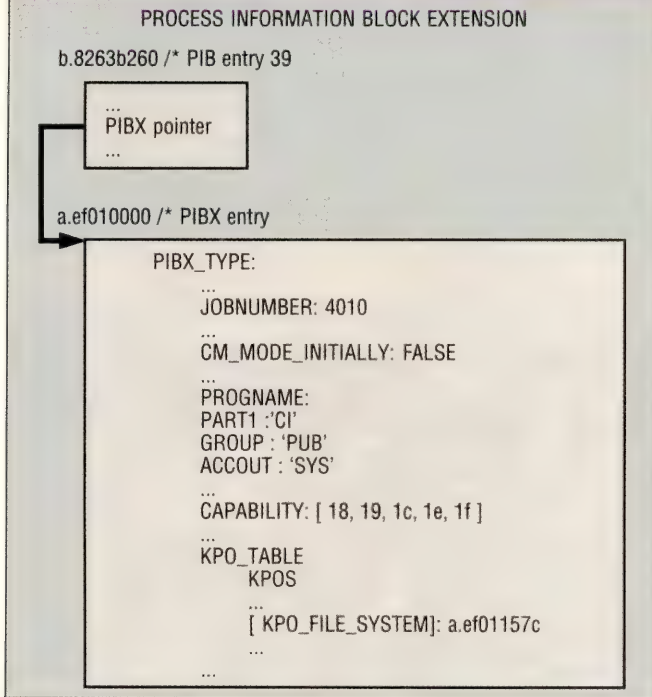 PROCESS INFORMATION BLOCK EXTENSION
b.8263b260 /* PIB entry 39
...
PIBX pointer
...
a.ef010000 /* PIBX entry
PIBX_TYPE:
...
JOBNUMBER: 4010
...
CM_MODE_INITIALLY: FALSE
...
PROGNAME:
PART1 :'CI'
GROUP : 'PUB'
ACCOUT : 'SYS'
...
CAPABILITY: [ 18, 19, 1c, 1e, 1f ]
...
KPO_TABLE
KPOS
...
[ KPO_FILE_SYSTEM]: a.ef01157c
...
...